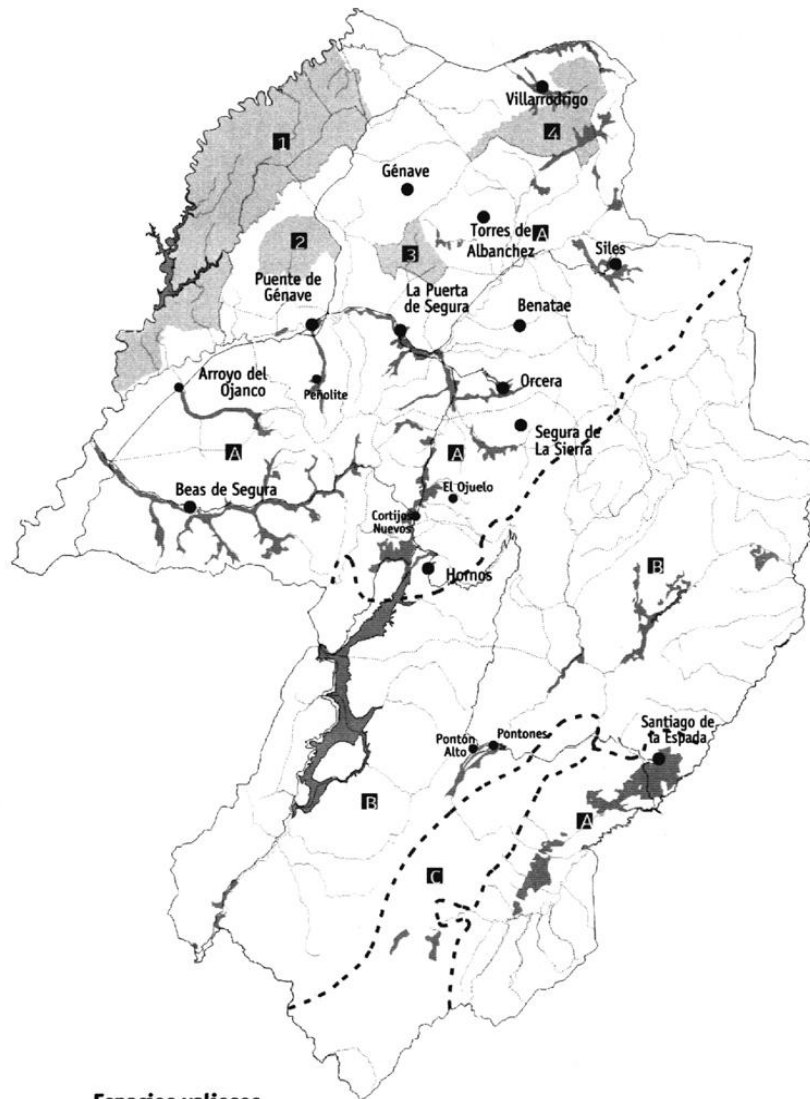 Villarrodrigo
1
4
Génave
Torres de
Albanchez
A
2
3
Siles
Puente de
Génave
La Puerta
de Segura
Benatae
Arroyo del
Ojanco
Peñolite
Orcera
A
A
Segura de
La Sierra
Beas de Segura
El Ojuelo
Cortijos
Nuevos
Hornos
B
Santiago de
la Espada
Pontón
Alto
Pontones
B
A
C
Espacios valiosos